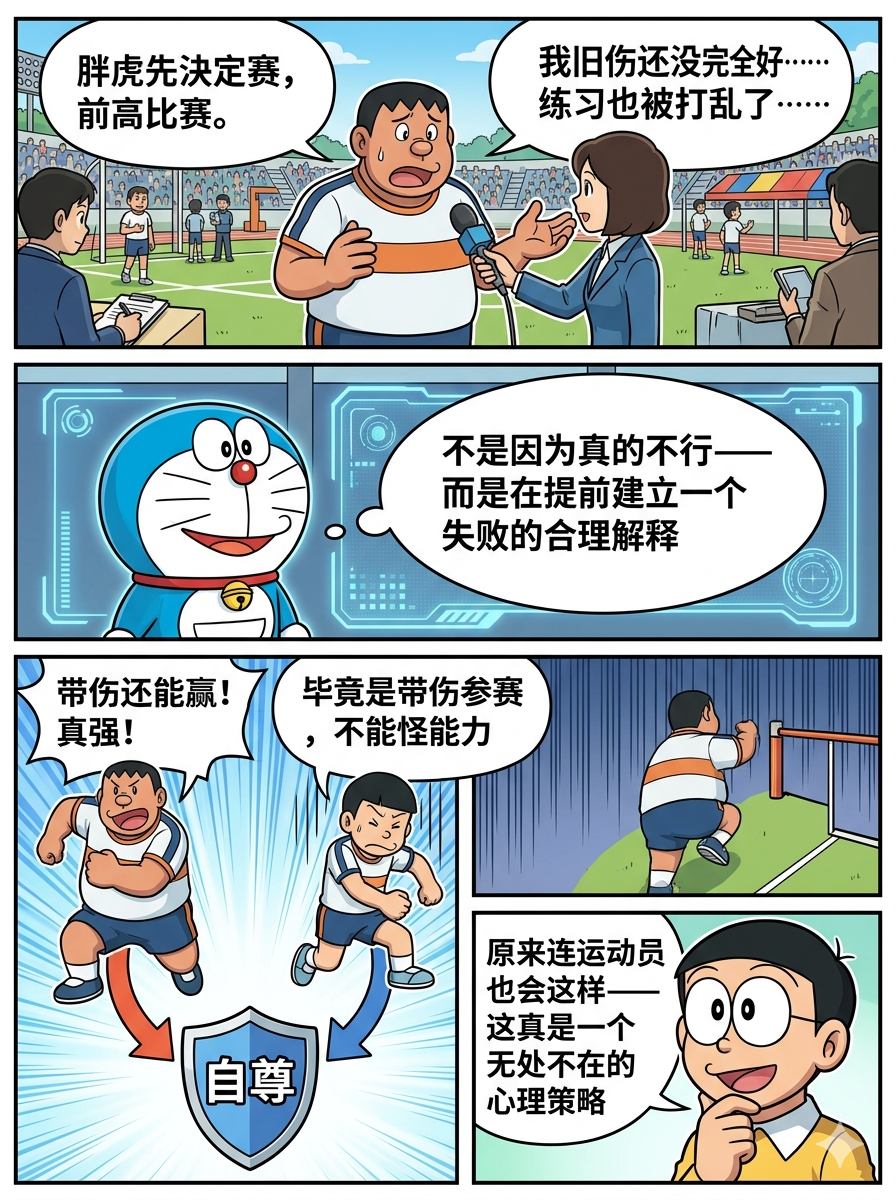 胖虎先決定赛，
前高比赛。
我旧伤还没完全好……
练习也被打乱了……
不是因为真的不行——
而是在提前建立一个
失败的合理解释
带伤还能赢！
真强！
毕竟是带伤参赛
，不能怪能力
自尊
原来连运动员
也会这样——
这真是一个
无处不在的
心理策略